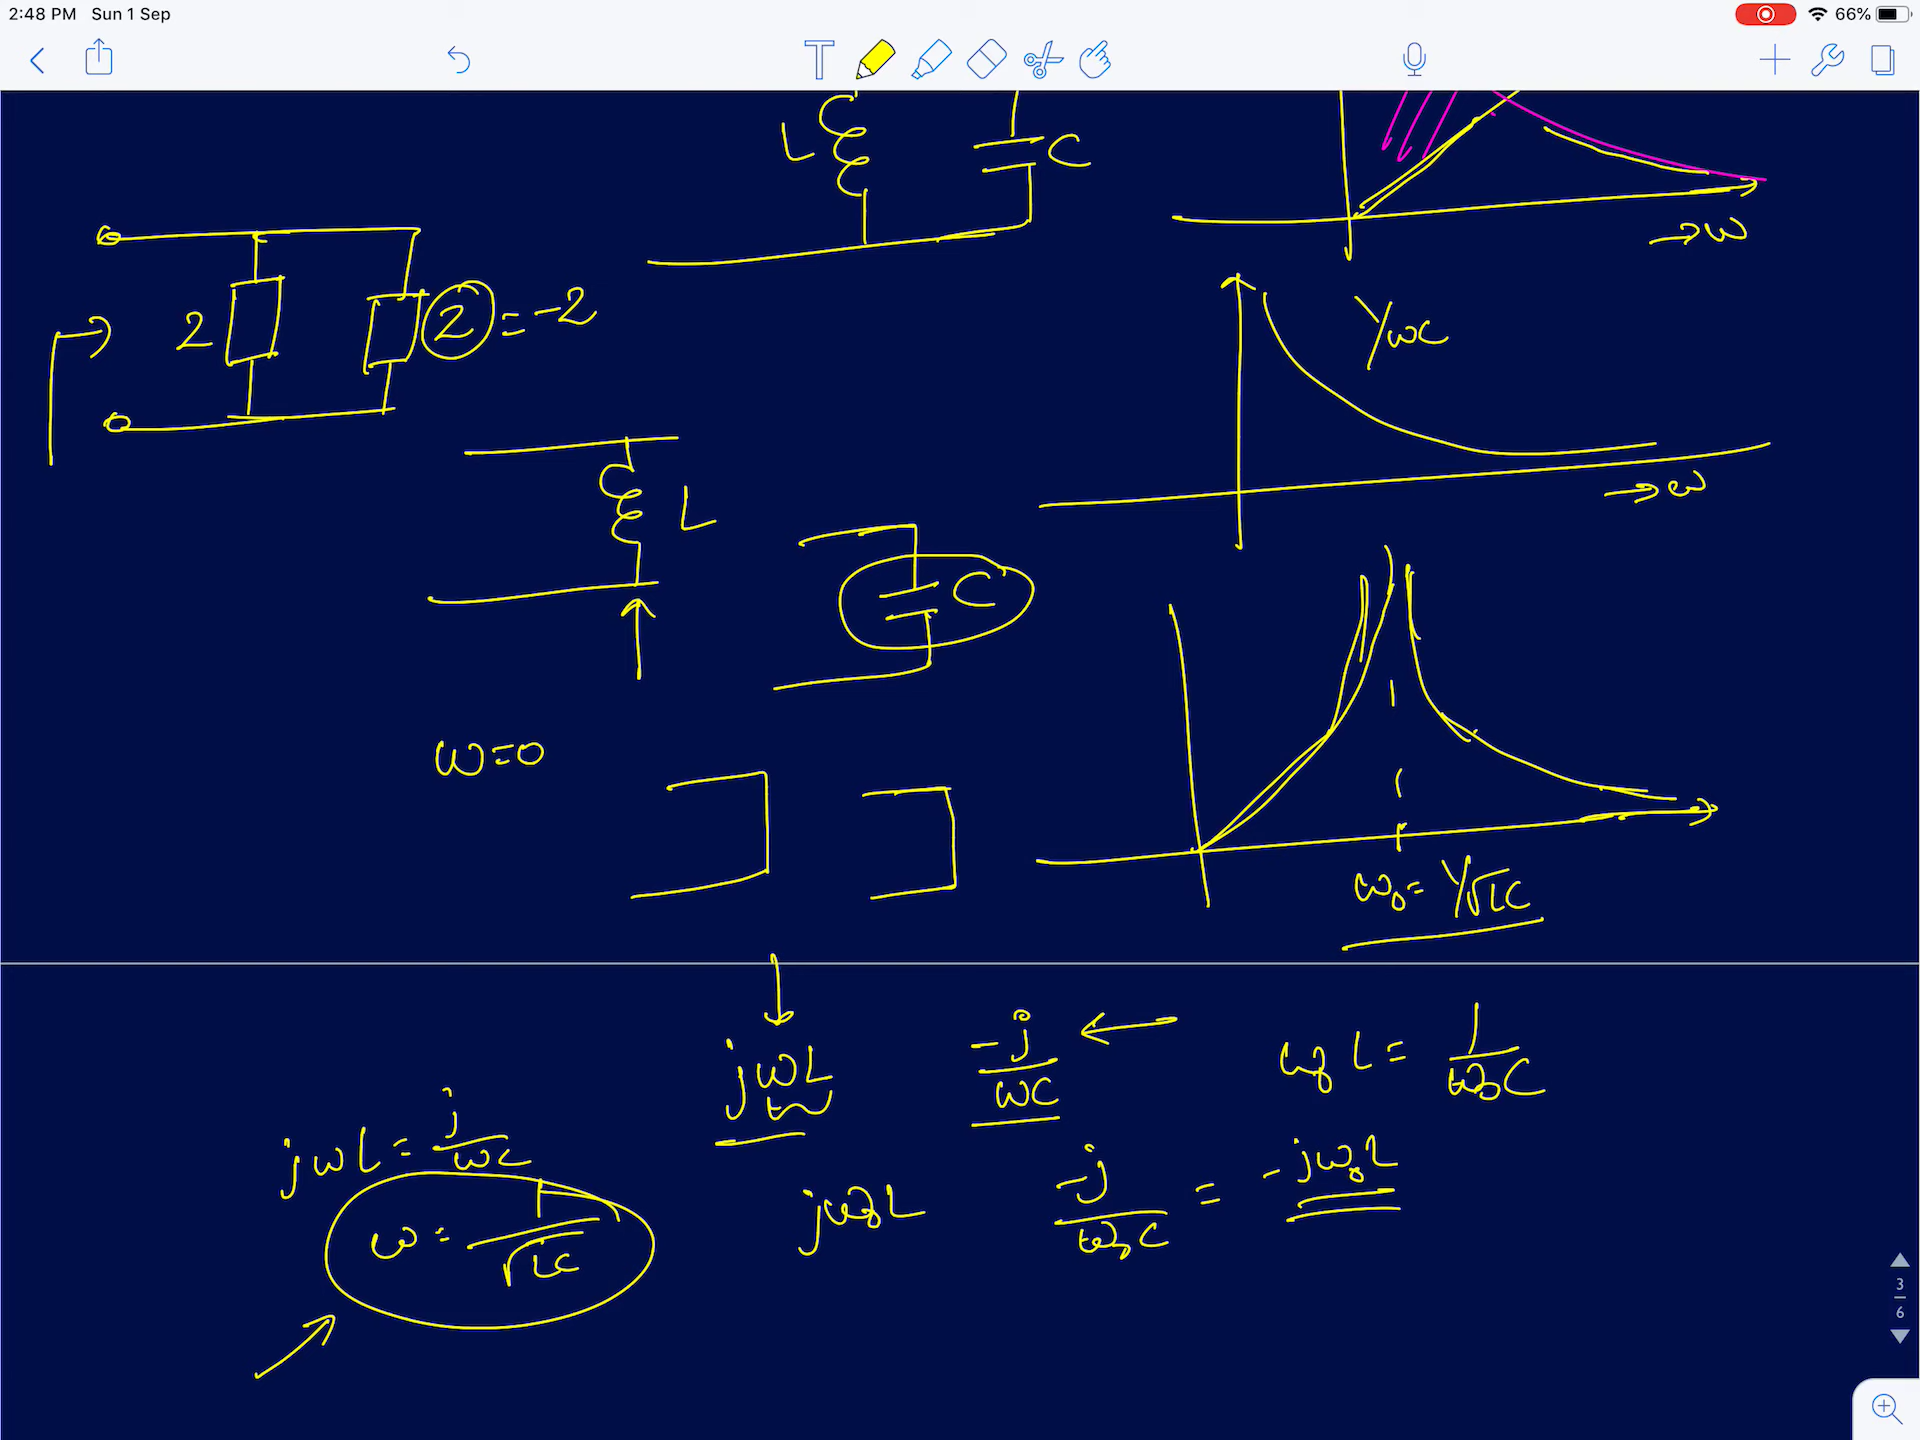 2:48 PM Sun 1 Sep
66%
T
L
C
→ω
2
2 = -2
1/ωC
→ω
L
C
ω=0
ω₀= 1/√LC
jωL
-j/ωC
ω₀L = 1/ω₀C
jωL = j/ωC
ω = 1/√LC
jω₀L
-j/ω₀C = -jω₀L
3
6